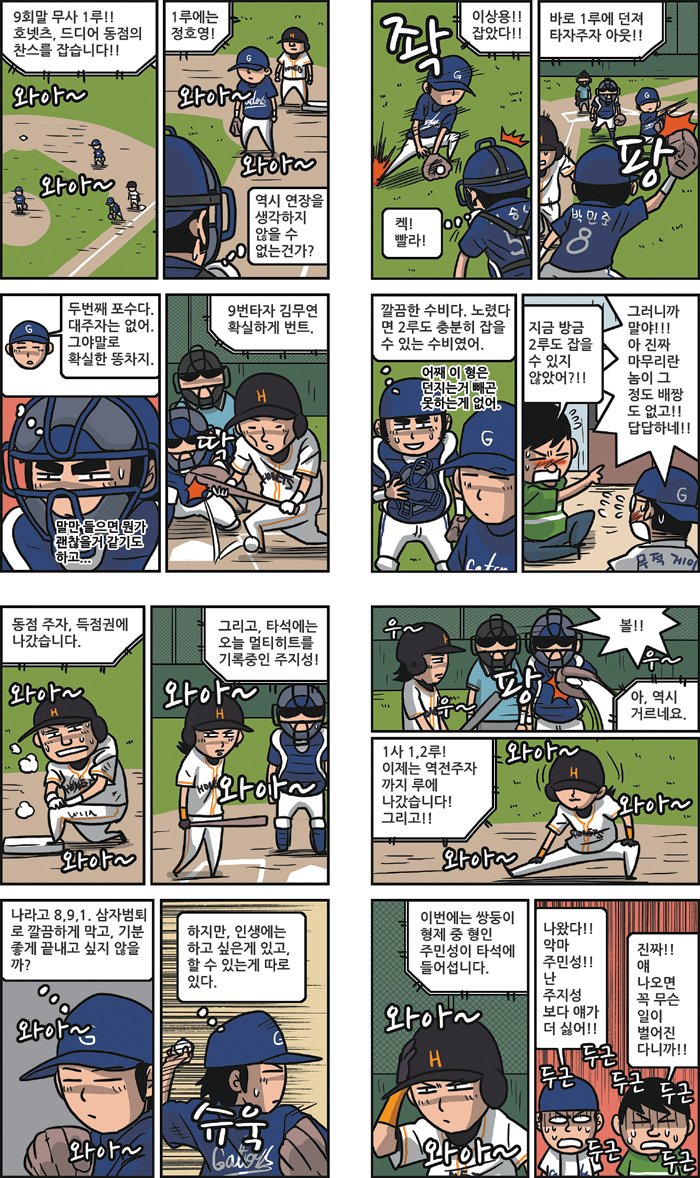 9회말 무사 1루!!
호넷츠, 드디어 동점의
찬스를 잡습니다!!
와아~
와아~
1루에는
정호영!
와아~
와아~
G
Gators
H
역시 연장을
생각하지
않을 수
없는건가?
두번째 포수다.
대주자는 없어.
그야말로
확실한 똥차지.
G
말만 들으면 뭔가
괜찮을거 같기도
하고...
9번타자 김무연
확실하게 번트.
딱
H
HORNETS
이상용!!
잡았다!!
좍
G
켁!
빨라!
5
바로 1루에 던져
타자주자 아웃!!
팡
박민준
8
깔끔한 수비다. 노렸다
면 2루도 충분히 잡을
수 있는 수비였어.
어째 이 형은
던지는거 빼곤
못하는게 없어.
G
Gators
지금 방금
2루도 잡을
수 있지
않았어?!!
그러니까
말야!!!
아 진짜
마무리란
놈이 그
정도 배짱
도 없고!!
답답하네!!
G
무적 게이
동점 주자, 득점권에
나갔습니다.
와아~
H
와아~
그리고, 타석에는
오늘 멀티히트를
기록중인 주지성!
와아~
와아~
나라고 8,9,1. 삼자범퇴
로 깔끔하게 막고, 기분
좋게 끝내고 싶지 않을
까?
와아~
G
와아~
하지만, 인생에는
하고 싶은게 있고,
할 수 있는게 따로
있다.
슈욱
G
Gators
우~
우~
팡
볼!!
우~
아, 역시
거르네요.
1사 1,2루!
이제는 역전주자
까지 루에
나갔습니다!
그리고!!
와아~
와아~
와아~
H
이번에는 쌍둥이
형제 중 형인
주민성이 타석에
들어섭니다.
와아~
H
와아~
나왔다!!
악마
주민성!!
난
주지성
보다 얘가
더 싫어!!
진짜!!
얘
나오면
꼭 무슨
일이
벌어진
다니까!!
두근
두근
두근
두근
두근
두근